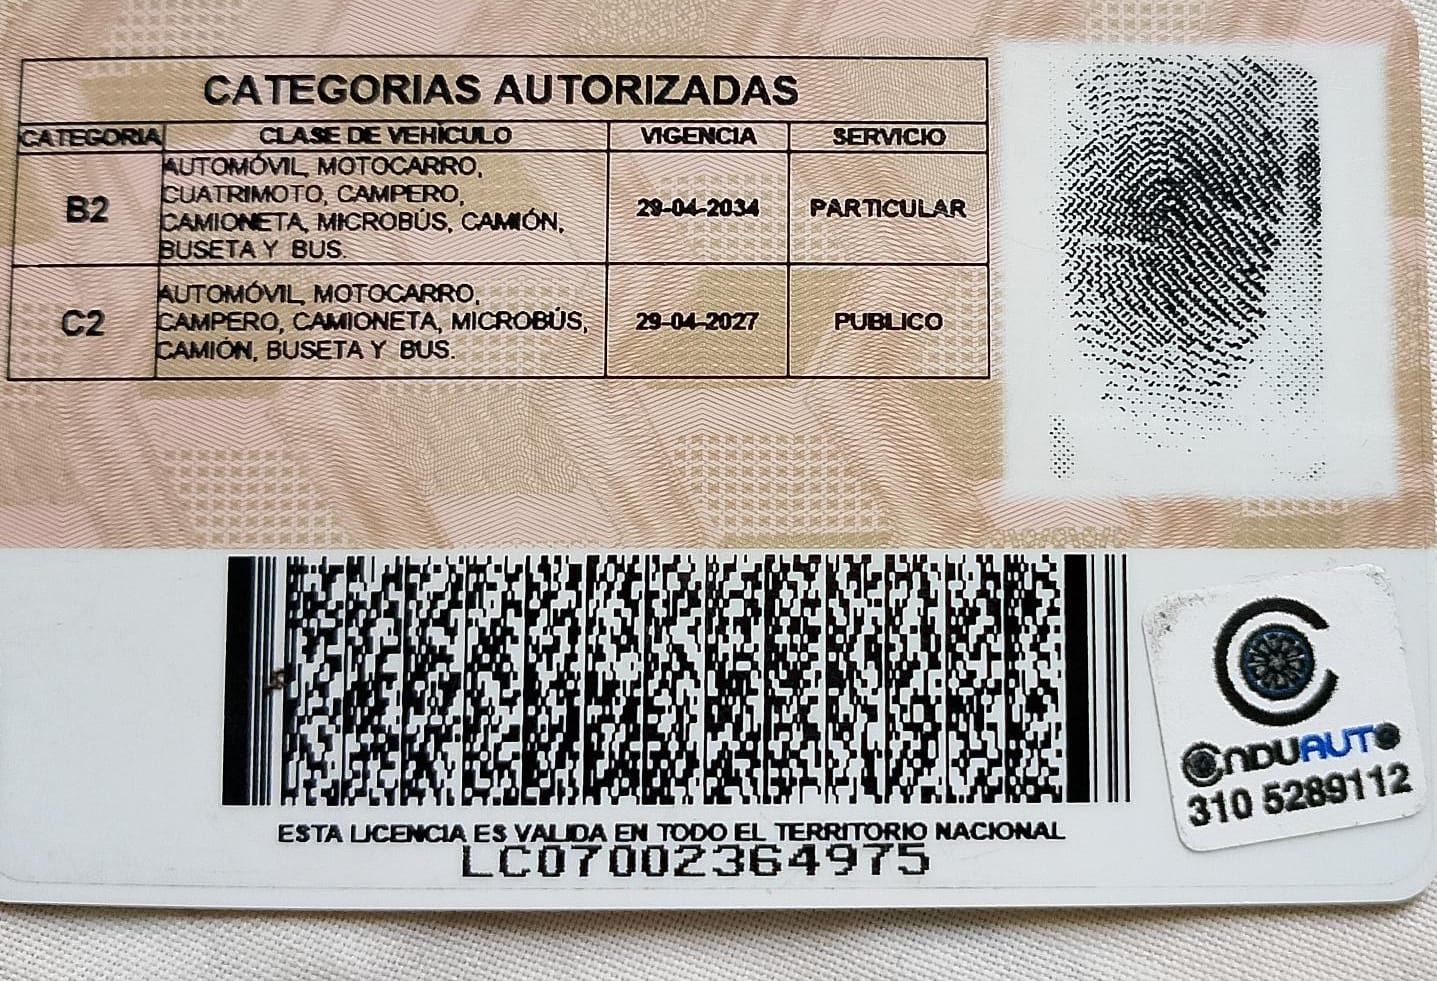 CATEGORIAS AUTORIZADAS
CATEGORIA CLASE DE VEHÍCULO VIGENCIA SERVICIO
B2 AUTOMÓVIL, MOTOCARRO, CUATRIMOTO, CAMPERO, CAMIONETA, MICROBÚS, CAMIÓN, BUSETA Y BUS. 29-04-2034 PARTICULAR
C2 AUTOMÓVIL, MOTOCARRO, CAMPERO, CAMIONETA, MICROBÚS, CAMIÓN, BUSETA Y BUS. 29-04-2027 PUBLICO
ESTA LICENCIA ES VALIDA EN TODO EL TERRITORIO NACIONAL
LC07002364975
CONDUAUTO
310 5289112